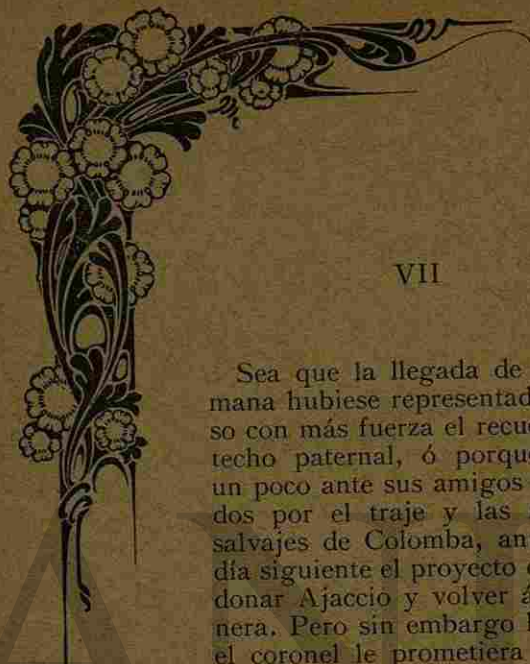 VII
Sea que la llegada de
mana hubiese representad
so con más fuerza el recue
techo paternal, ó porque
un poco ante sus amigos
dos por el traje y las
salvajes de Colomba, an
día siguiente el proyecto
donar Ajaccio y volver á
nera. Pero sin embargo
el coronel le prometiera